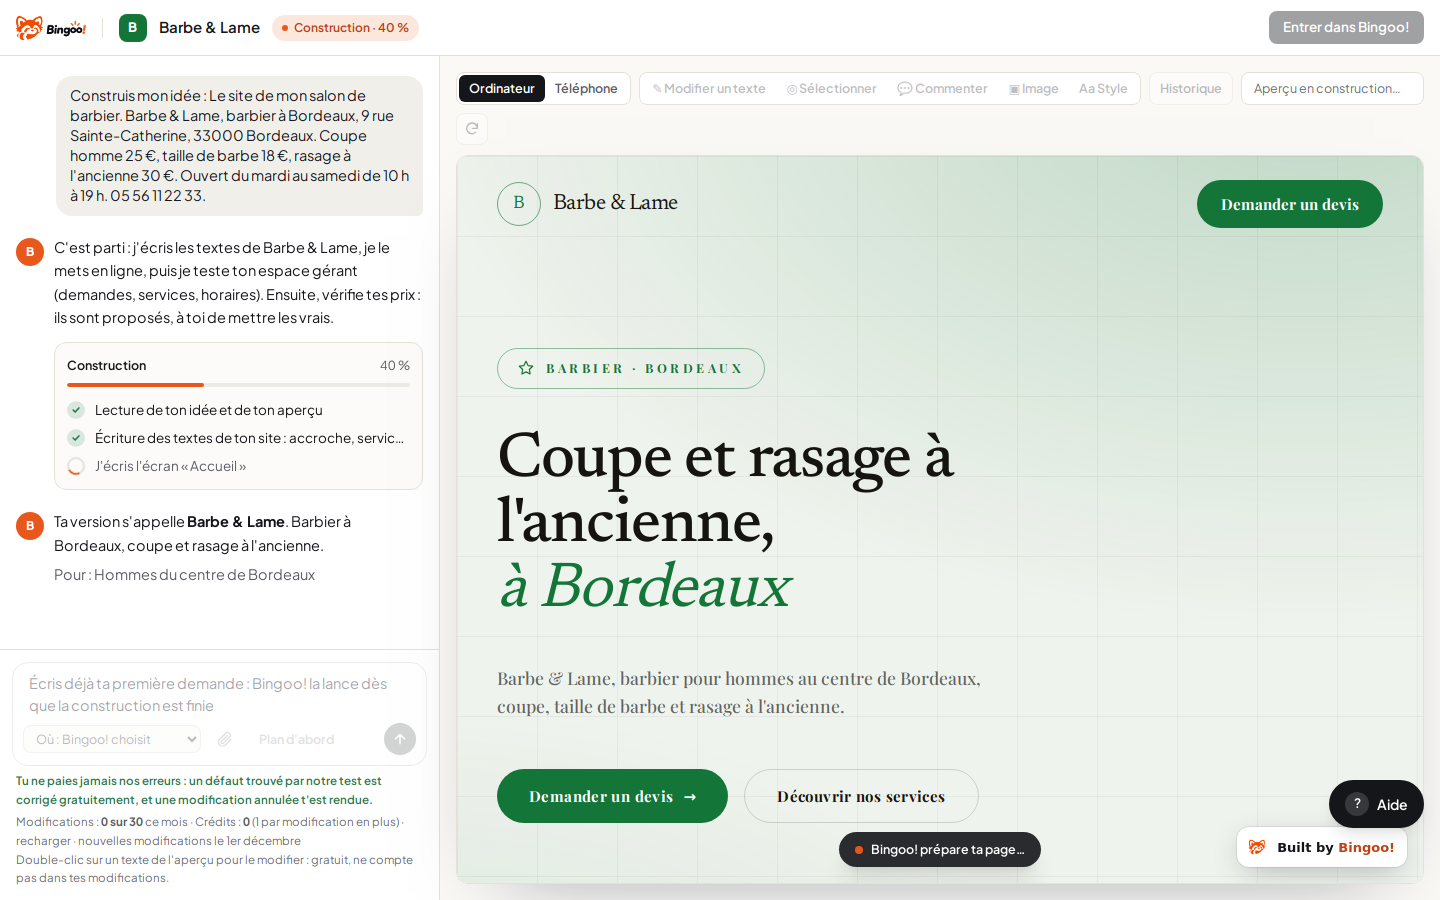 Bingoo!
B
Barbe & Lame
Construction · 40 %
Entrer dans Bingoo!
Construis mon idée : Le site de mon salon de
barbier. Barbe & Lame, barbier à Bordeaux, 9 rue
Sainte-Catherine, 33000 Bordeaux. Coupe
homme 25 €, taille de barbe 18 €, rasage à
l'ancienne 30 €. Ouvert du mardi au samedi de 10 h
à 19 h. 05 56 11 22 33.
B
C'est parti : j'écris les textes de Barbe & Lame, je le
mets en ligne, puis je teste ton espace gérant
(demandes, services, horaires). Ensuite, vérifie tes prix :
ils sont proposés, à toi de mettre les vrais.
Construction
40 %
Lecture de ton idée et de ton aperçu
Écriture des textes de ton site : accroche, servic...
J'écris l'écran « Accueil »
B
Ta version s'appelle Barbe & Lame. Barbier à
Bordeaux, coupe et rasage à l'ancienne.
Pour : Hommes du centre de Bordeaux
Écris déjà ta première demande : Bingoo! la lance dès
que la construction est finie
Où : Bingoo! choisit
Plan d'abord
Tu ne paies jamais nos erreurs : un défaut trouvé par notre test est
corrigé gratuitement, et une modification annulée t'est rendue.
Modifications : 0 sur 30 ce mois · Crédits : 0 (1 par modification en plus) ·
recharger · nouvelles modifications le 1er décembre
Double-clic sur un texte de l'aperçu pour le modifier : gratuit, ne compte
pas dans tes modifications.
Ordinateur
Téléphone
Modifier un texte
Sélectionner
Commenter
Image
Aa Style
Historique
Aperçu en construction...
B
Barbe & Lame
Demander un devis
BARBIER · BORDEAUX
Coupe et rasage à
l'ancienne,
à Bordeaux
Barbe & Lame, barbier pour hommes au centre de Bordeaux,
coupe, taille de barbe et rasage à l'ancienne.
Demander un devis →
Découvrir nos services
Bingoo! prépare ta page...
? Aide
Built by Bingoo!